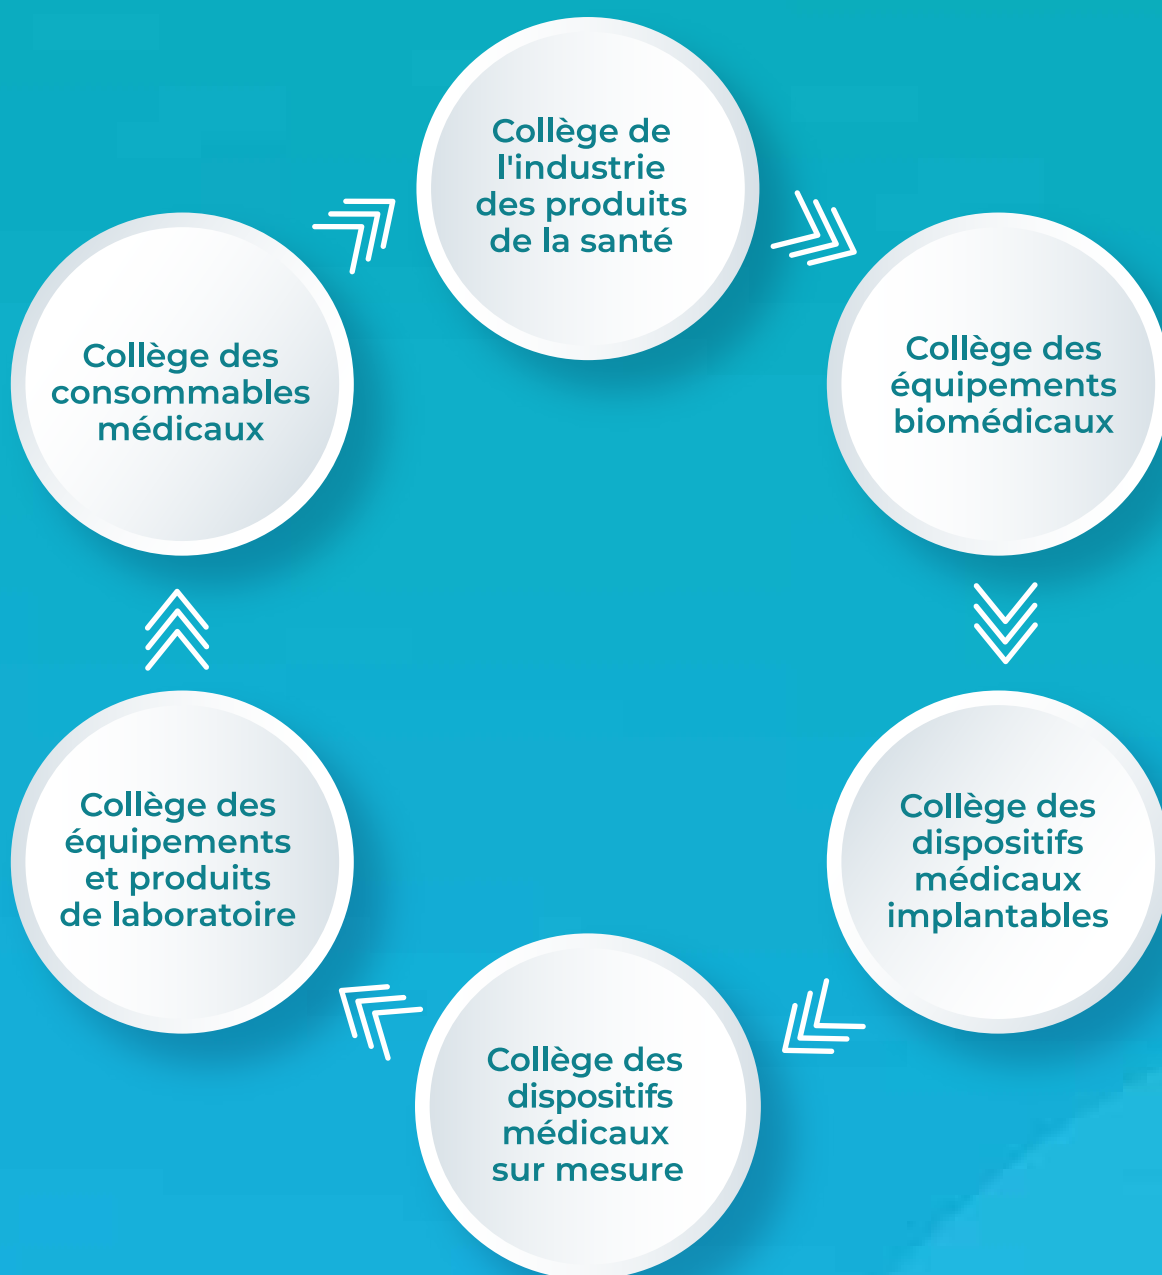 Collège de
l'industrie
des produits
de la santé
Collège des
équipements
biomédicaux
Collège des
dispositifs
médicaux
implantables
Collège des
dispositifs
médicaux
sur mesure
Collège des
équipements
et produits
de laboratoire
Collège des
consommables
médicaux